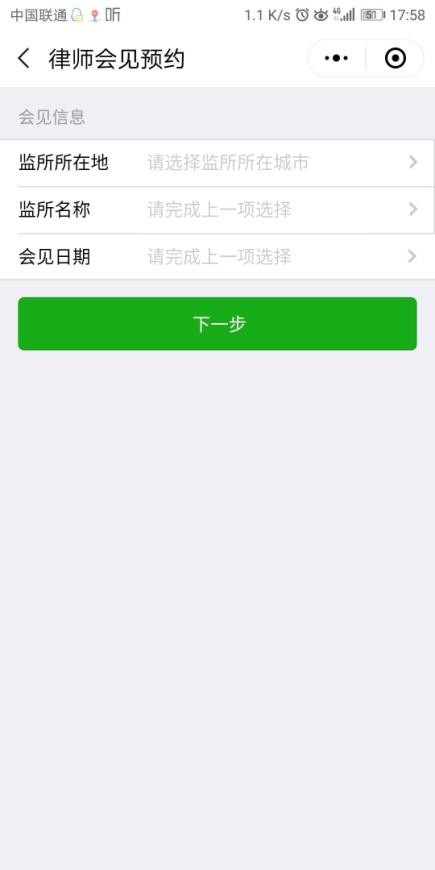 中国联通 听 1.1 K/s 4G 57 17:58
律师会见预约
会见信息
监所所在地 请选择监所所在城市
监所名称 请完成上一项选择
会见日期 请完成上一项选择
下一步